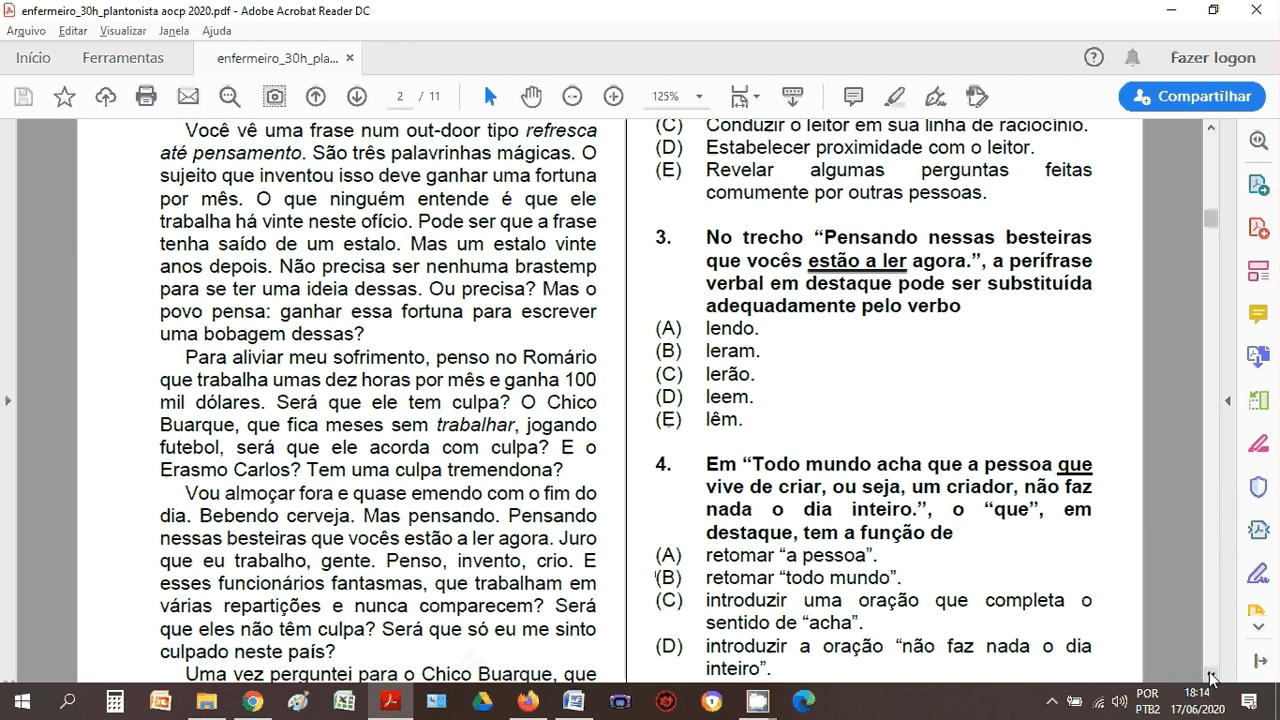 enfermeiro_30h_plantonista aocp 2020.pdf - Adobe Acrobat Reader DC
Arquivo Editar Visualizar Janela Ajuda
Início Ferramentas enfermeiro_30h_pla... × Fazer logon
2 / 11 125% Compartilhar
Você vê uma frase num out-door tipo refresca
até pensamento. São três palavrinhas mágicas. O
sujeito que inventou isso deve ganhar uma fortuna
por mês. O que ninguém entende é que ele
trabalha há vinte neste ofício. Pode ser que a frase
tenha saído de um estalo. Mas um estalo vinte
anos depois. Não precisa ser nenhuma brastemp
para se ter uma ideia dessas. Ou precisa? Mas o
povo pensa: ganhar essa fortuna para escrever
uma bobagem dessas?
Para aliviar meu sofrimento, penso no Romário
que trabalha umas dez horas por mês e ganha 100
mil dólares. Será que ele tem culpa? O Chico
Buarque, que fica meses sem trabalhar, jogando
futebol, será que ele acorda com culpa? E o
Erasmo Carlos? Tem uma culpa tremendona?
Vou almoçar fora e quase emendo com o fim do
dia. Bebendo cerveja. Mas pensando. Pensando
nessas besteiras que vocês estão a ler agora. Juro
que eu trabalho, gente. Penso, invento, crio. E
esses funcionários fantasmas, que trabalham em
várias repartições e nunca comparecem? Será
que eles não têm culpa? Será que só eu me sinto
culpado neste país?
Uma vez perguntei para o Chico Buarque, que
(C) Conduzir o leitor em sua linha de raciocínio.
(D) Estabelecer proximidade com o leitor.
(E) Revelar algumas perguntas feitas
comumente por outras pessoas.
3. No trecho “Pensando nessas besteiras
que vocês estão a ler agora.”, a perífrase
verbal em destaque pode ser substituída
adequadamente pelo verbo
(A) lendo.
(B) leram.
(C) lerão.
(D) leem.
(E) lêm.
4. Em “Todo mundo acha que a pessoa que
vive de criar, ou seja, um criador, não faz
nada o dia inteiro.”, o “que”, em
destaque, tem a função de
(A) retomar “a pessoa”.
(B) retomar “todo mundo”.
(C) introduzir uma oração que completa o
sentido de “acha”.
(D) introduzir a oração “não faz nada o dia
inteiro”.
POR 18:14
PTB2 17/06/2020